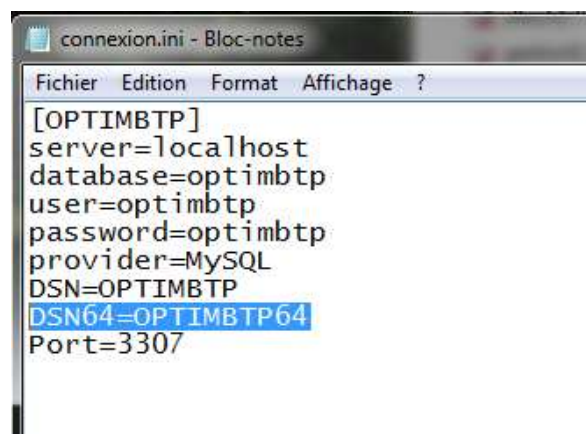 connexion.ini - Bloc-notes
Fichier Edition Format Affichage ?
[OPTIMBTP]
server=localhost
database=optimbtp
user=optimbtp
password=optimbtp
provider=MySQL
DSN=OPTIMBTP
DSN64=OPTIMBTP64
Port=3307